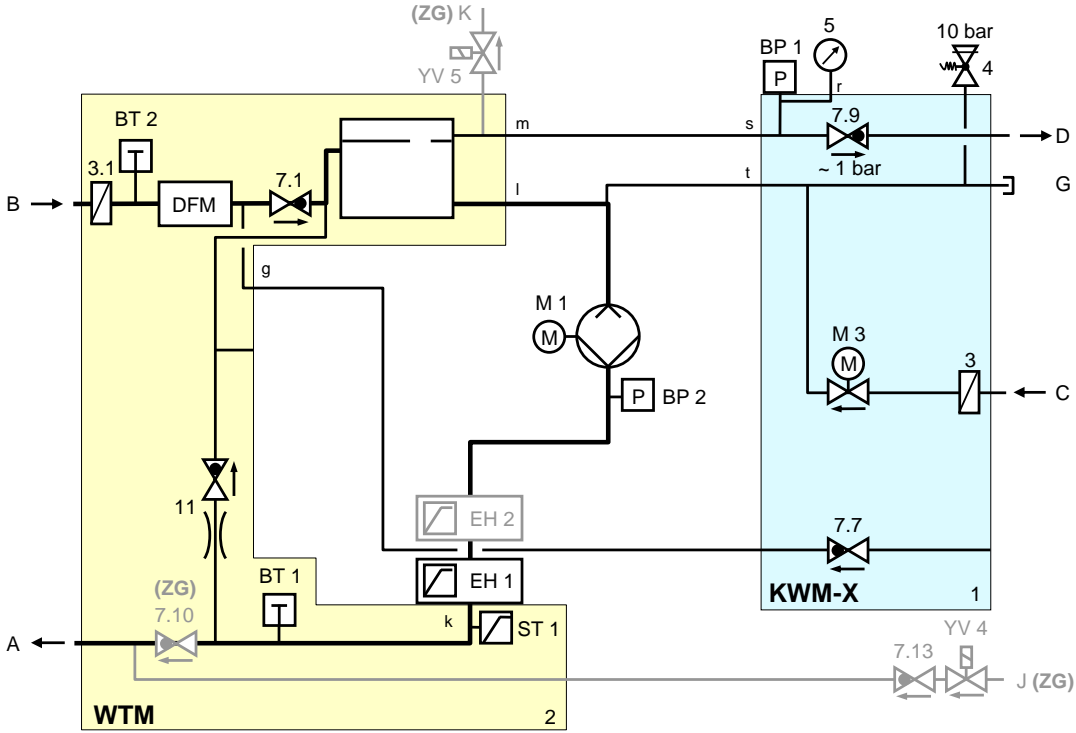 (ZG) K
YV 5
BP 1
P
5
r
10 bar
4
BT 2
3.1
B
DFM
7.1
m
l
s
t
7.9
~ 1 bar
D
G
g
M 1
M
P
BP 2
M 3
M
3
C
11
EH 2
EH 1
7.7
KWM-X
1
(ZG)
7.10
BT 1
k
ST 1
A
YV 4
7.13
J (ZG)
WTM
2